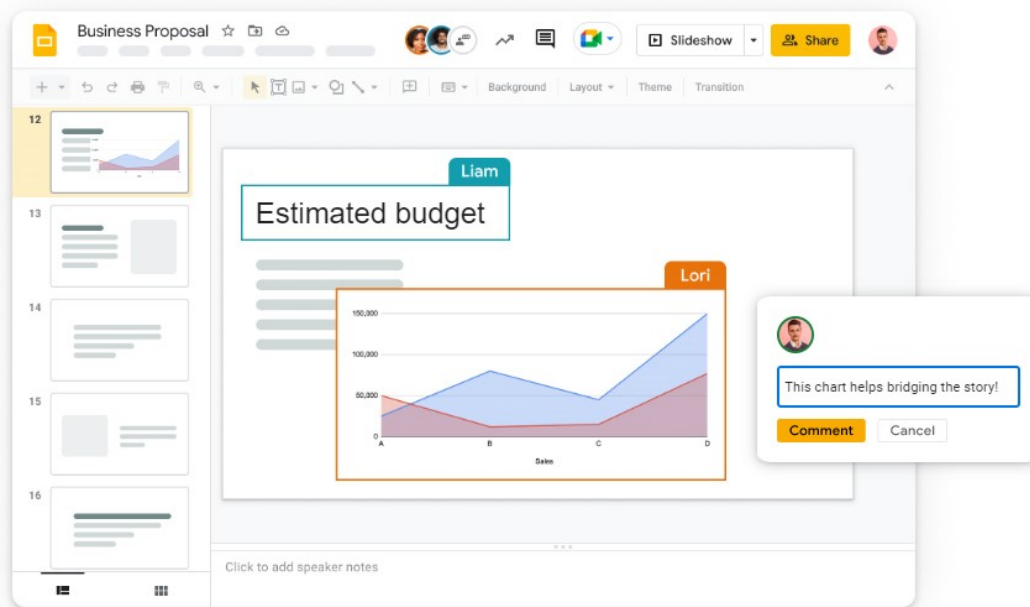 Business Proposal
Slideshow
Share
Background
Layout
Theme
Transition
12
13
14
15
16
Liam
Estimated budget
Lori
150,000
100,000
50,000
0
A
B
C
D
Sales
This chart helps bridging the story!
Comment
Cancel
Click to add speaker notes